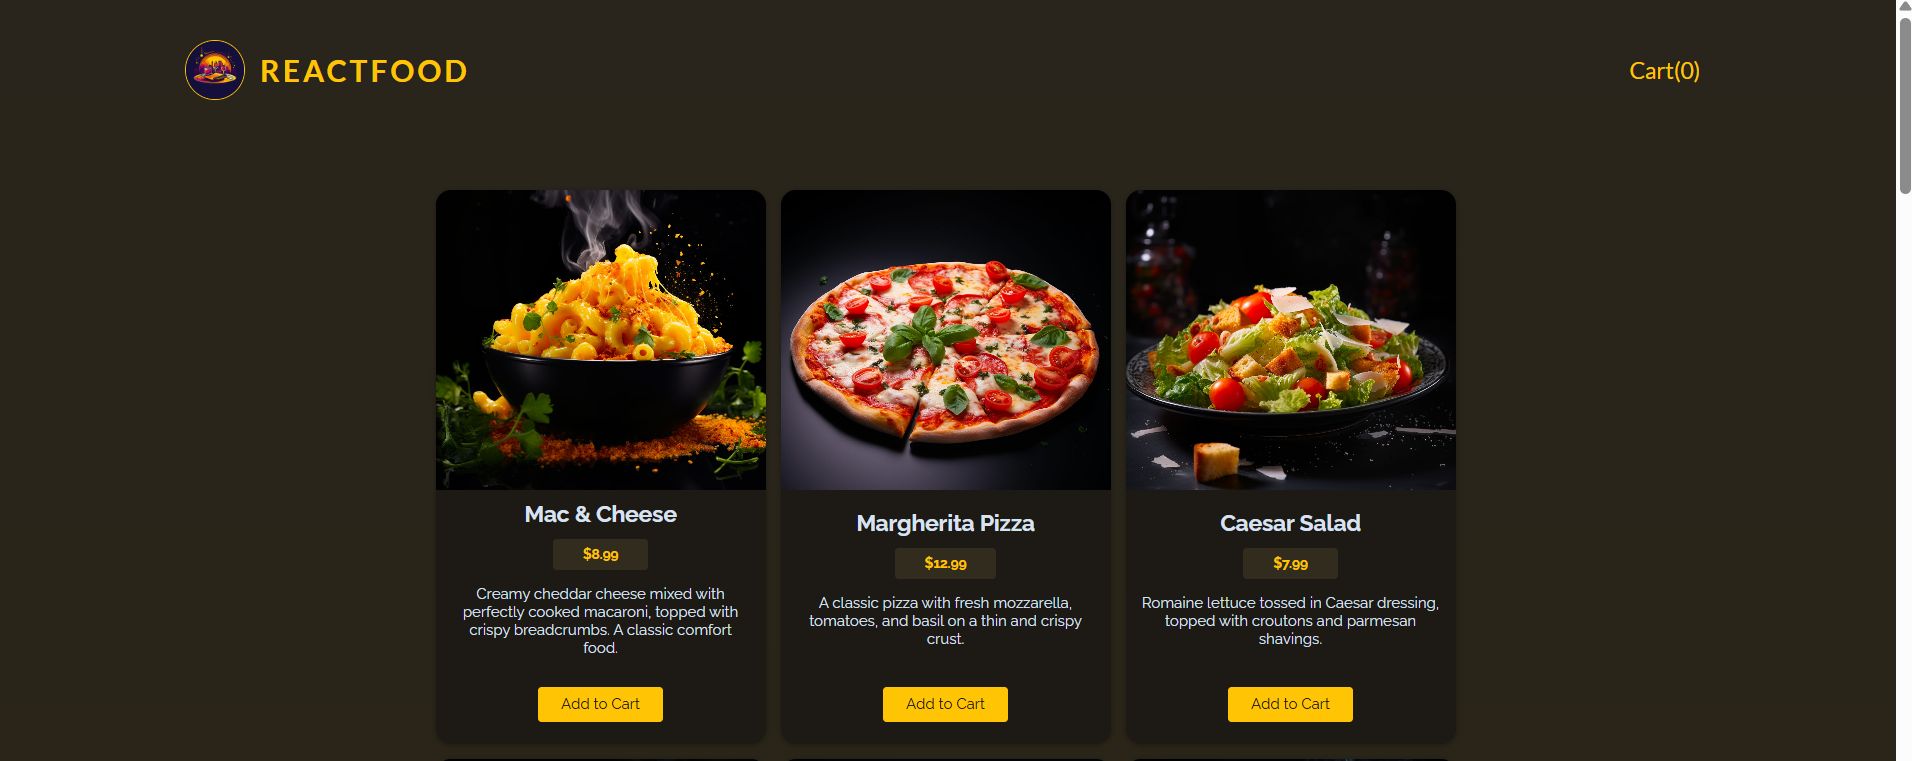 REACTFOOD
Cart(0)
Mac & Cheese
$8.99
Creamy cheddar cheese mixed with
perfectly cooked macaroni, topped with
crispy breadcrumbs. A classic comfort
food.
Add to Cart
Margherita Pizza
$12.99
A classic pizza with fresh mozzarella,
tomatoes, and basil on a thin and crispy
crust.
Add to Cart
Caesar Salad
$7.99
Romaine lettuce tossed in Caesar dressing,
topped with croutons and parmesan
shavings.
Add to Cart